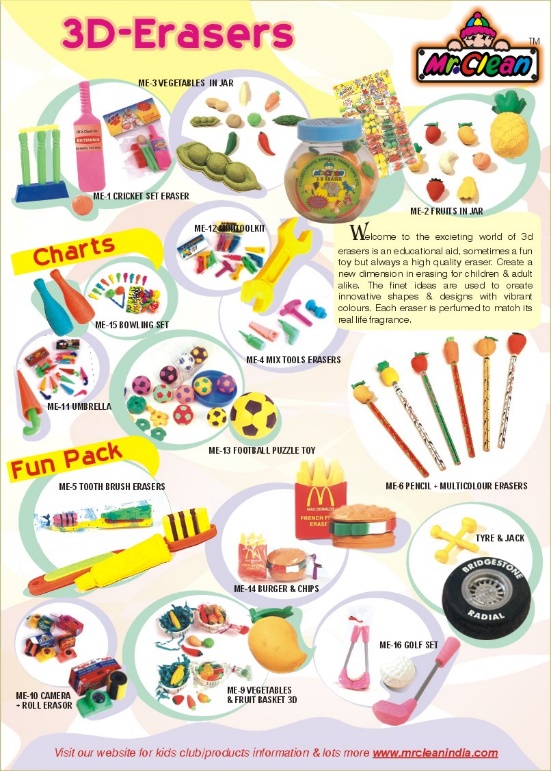 3D-Erasers
Mr.Clean
TM
ME-3 VEGETABLES IN JAR
ME-1 CRICKET SET ERASER
ME-2 FRUITS IN JAR
Welcome to the excieting world of 3d
erasers is an educational aid, sometimes a fun
toy but always a high quality eraser. Create a
new dimension in erasing for children & adult
alike. The finet ideas are used to create
innovative shapes & designs with vibrant
colours. Each eraser is perfumed to match its
real life fragrance.
Charts
ME-15 BOWLING SET
ME-4 MIX TOOLS ERASERS
ME-11 UMBRELLA
ME-13 FOOTBALL PUZZLE TOY
ME-6 PENCIL + MULTICOLOUR ERASERS
Fun Pack
ME-5 TOOTH BRUSH ERASERS
FRENCH
ERASE
TYRE & JACK
BRIDGESTONE
RADIAL
ME-14 BURGER & CHIPS
ME-16 GOLF SET
ME-10 CAMERA
+ ROLL ERASOR
ME-9 VEGETABLES
& FRUIT BASKET 3D
Visit our website for kids club|products information & lots more www.mrcleanindia.com